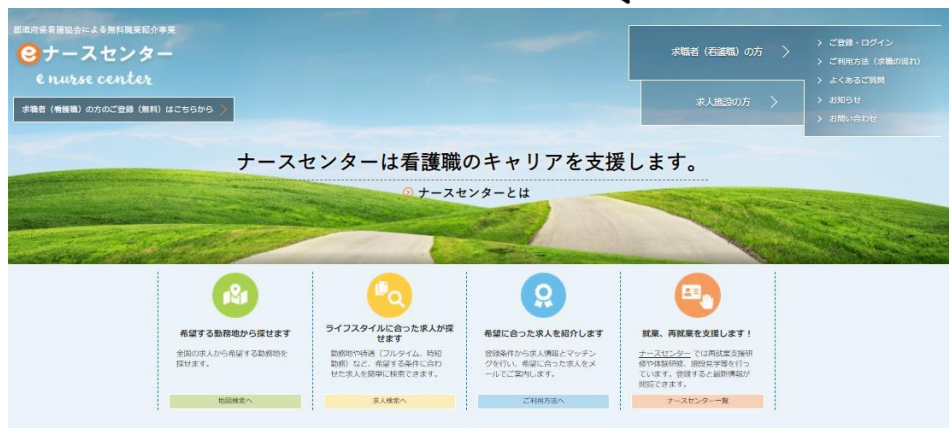 都道府県看護協会による無料職業紹介事業
eナースセンター
e nurse center
求職者（看護職）の方のご登録（無料）はこちらから
求職者（看護職）の方
求人施設の方
ご登録・ログイン
ご利用方法（求職の流れ）
よくあるご質問
お知らせ
お問い合わせ
ナースセンターは看護職のキャリアを支援します。
ナースセンターとは
希望する勤務地から探せます
全国の求人から希望する勤務地を
探せます。
地図検索へ
ライフスタイルに合った求人が探
せます
勤務地や待遇（フルタイム、時短
勤務）など、希望する条件に合わ
せた求人を簡単に検索できます。
求人検索へ
希望に合った求人を紹介します
登録条件から求人情報とマッチン
グを行い、希望に合った求人をメ
ールでご案内します。
ご利用方法へ
就業、再就業を支援します！
ナースセンター では再就業支援研
修や体験研修、施設見学等を行っ
ています。登録すると最新情報が
閲覧できます。
ナースセンター一覧